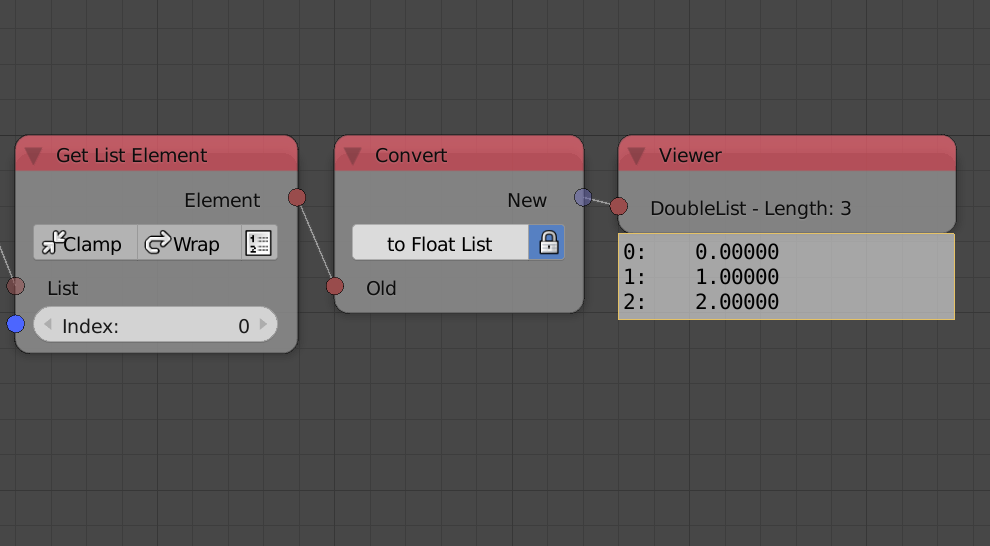 Get List Element
Element
Clamp Wrap
List
Index: 0
Convert
New
to Float List
Old
Viewer
DoubleList - Length: 3
0: 0.00000
1: 1.00000
2: 2.00000